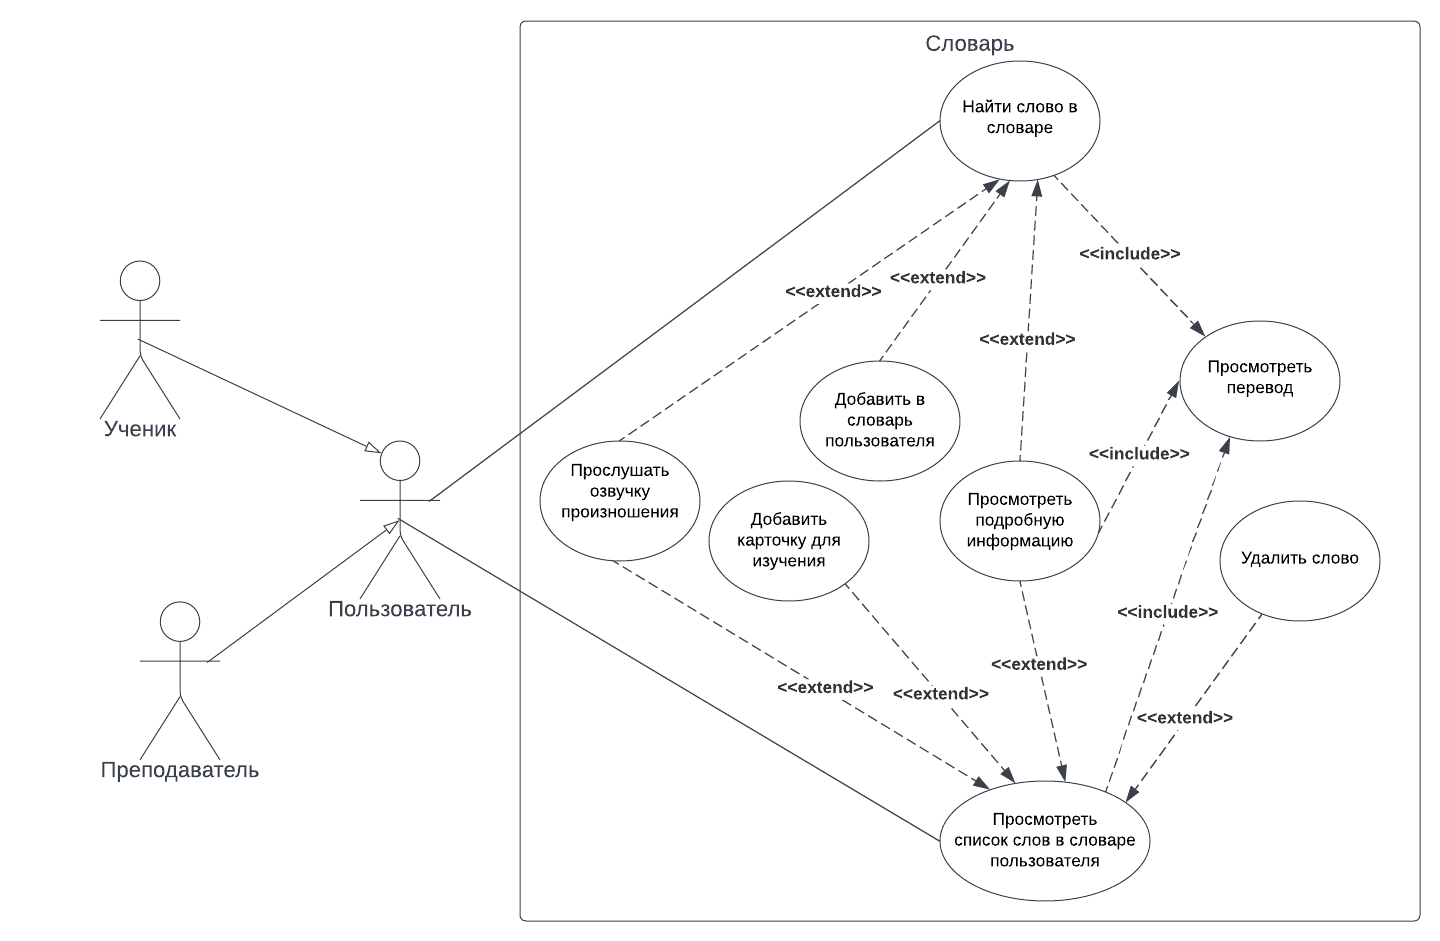 Словарь
Найти слово в
словаре
<<include>>
<<extend>>
<<extend>>
<<extend>>
Просмотреть
перевод
Добавить в
словарь
пользователя
Ученик
<<include>>
Прослушать
озвучку
произношения
Просмотреть
подробную
информацию
Добавить
карточку для
изучения
Удалить слово
Пользователь
<<include>>
<<extend>>
<<extend>>
<<extend>>
<<extend>>
Преподаватель
Просмотреть
список слов в словаре
пользователя